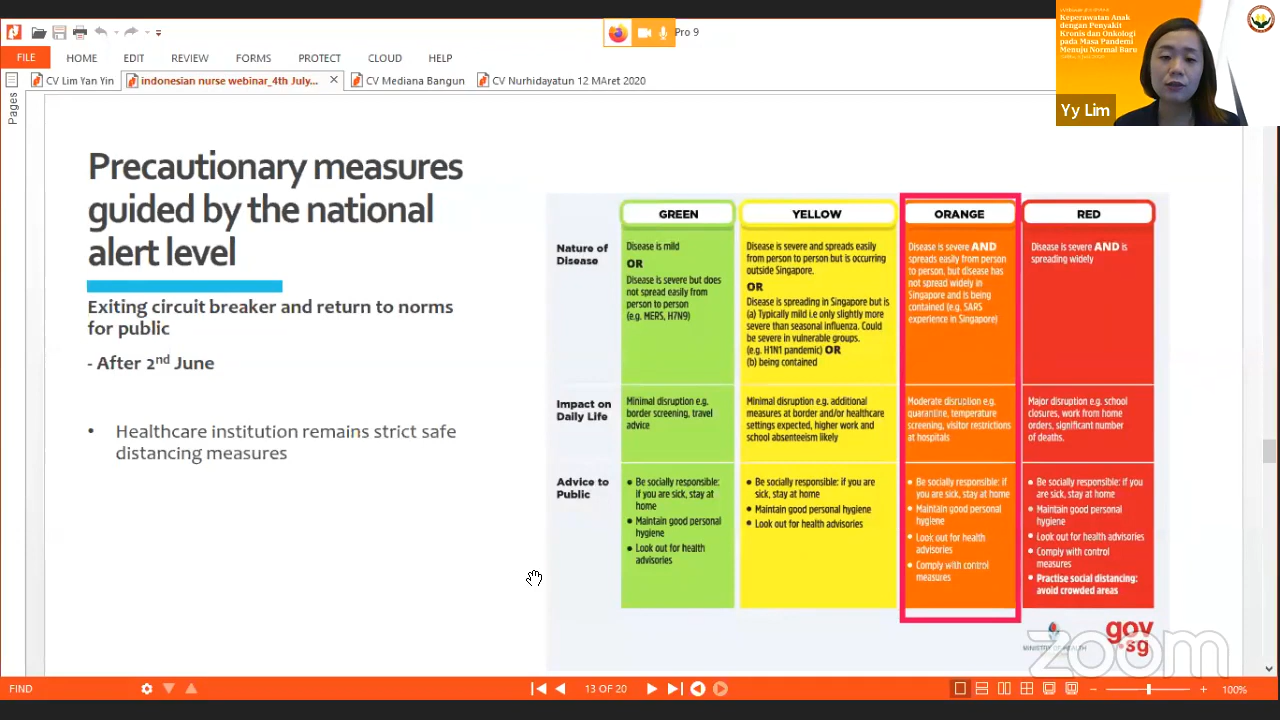 Pro 9
FILE HOME EDIT REVIEW FORMS PROTECT CLOUD HELP
CV Lim Yan Yin indonesian nurse webinar_4th July... CV Mediana Bangun CV Nurhidayatun 12 MAret 2020
Pages
Keperawatan Anak
dengan Penyakit
Kronis dan Onkologi
pada Masa Pandemi
Menuju Normal Baru
Yy Lim
Precautionary measures
guided by the national
alert level
Exiting circuit breaker and return to norms
for public
- After 2nd June
• Healthcare institution remains strict safe
distancing measures
GREEN YELLOW ORANGE RED
Nature of
Disease
Disease is mild
OR
Disease is severe but does
not spread easily from
person to person
(e.g. MERS, H7N9)
Disease is severe and spreads easily
from person to person but is occurring
outside Singapore.
OR
Disease is spreading in Singapore but is
(a) Typically mild i.e only slightly more
severe than seasonal influenza. Could
be severe in vulnerable groups.
(e.g. H1N1 pandemic) OR
(b) being contained
Disease is severe AND
spreads easily from person
to person, but disease has
not spread widely in
Singapore and is being
contained (e.g. SARS
experience in Singapore)
Disease is severe AND is
spreading widely
Impact on
Daily Life
Minimal disruption e.g.
border screening, travel
advice
Minimal disruption e.g. additional
measures at border and/or healthcare
settings expected, higher work and
school absenteeism likely
Moderate disruption e.g.
quarantine, temperature
screening, visitor restrictions
at hospitals
Major disruption e.g. school
closures, work from home
orders, significant number
of deaths.
Advice to
Public
• Be socially responsible:
if you are sick, stay at
home
• Maintain good personal
hygiene
• Look out for health
advisories
• Be socially responsible: if you are
sick, stay at home
• Maintain good personal hygiene
• Look out for health advisories
• Be socially responsible: if
you are sick, stay at home
• Maintain good personal
hygiene
• Look out for health
advisories
• Comply with control
measures
• Be socially responsible: if you
are sick, stay at home
• Maintain good personal
hygiene
• Look out for health advisories
• Comply with control
measures
• Practise social distancing:
avoid crowded areas
MINISTRY OF HEALTH
gov
.sg
zoom
FIND
13 OF 20
100%